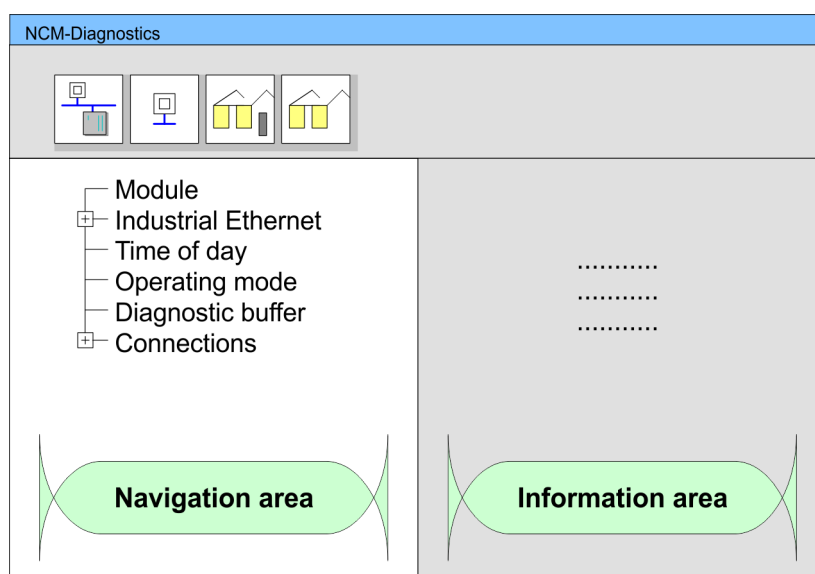 NCM-Diagnostics
Module
Industrial Ethernet
Time of day
Operating mode
Diagnostic buffer
Connections
...........
...........
...........
Navigation area
Information area